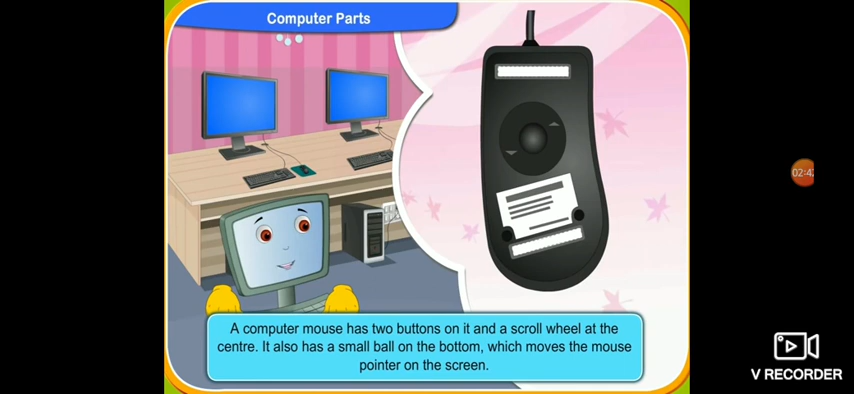 Computer Parts
A computer mouse has two buttons on it and a scroll wheel at the
centre. It also has a small ball on the bottom, which moves the mouse
pointer on the screen.
V RECORDER